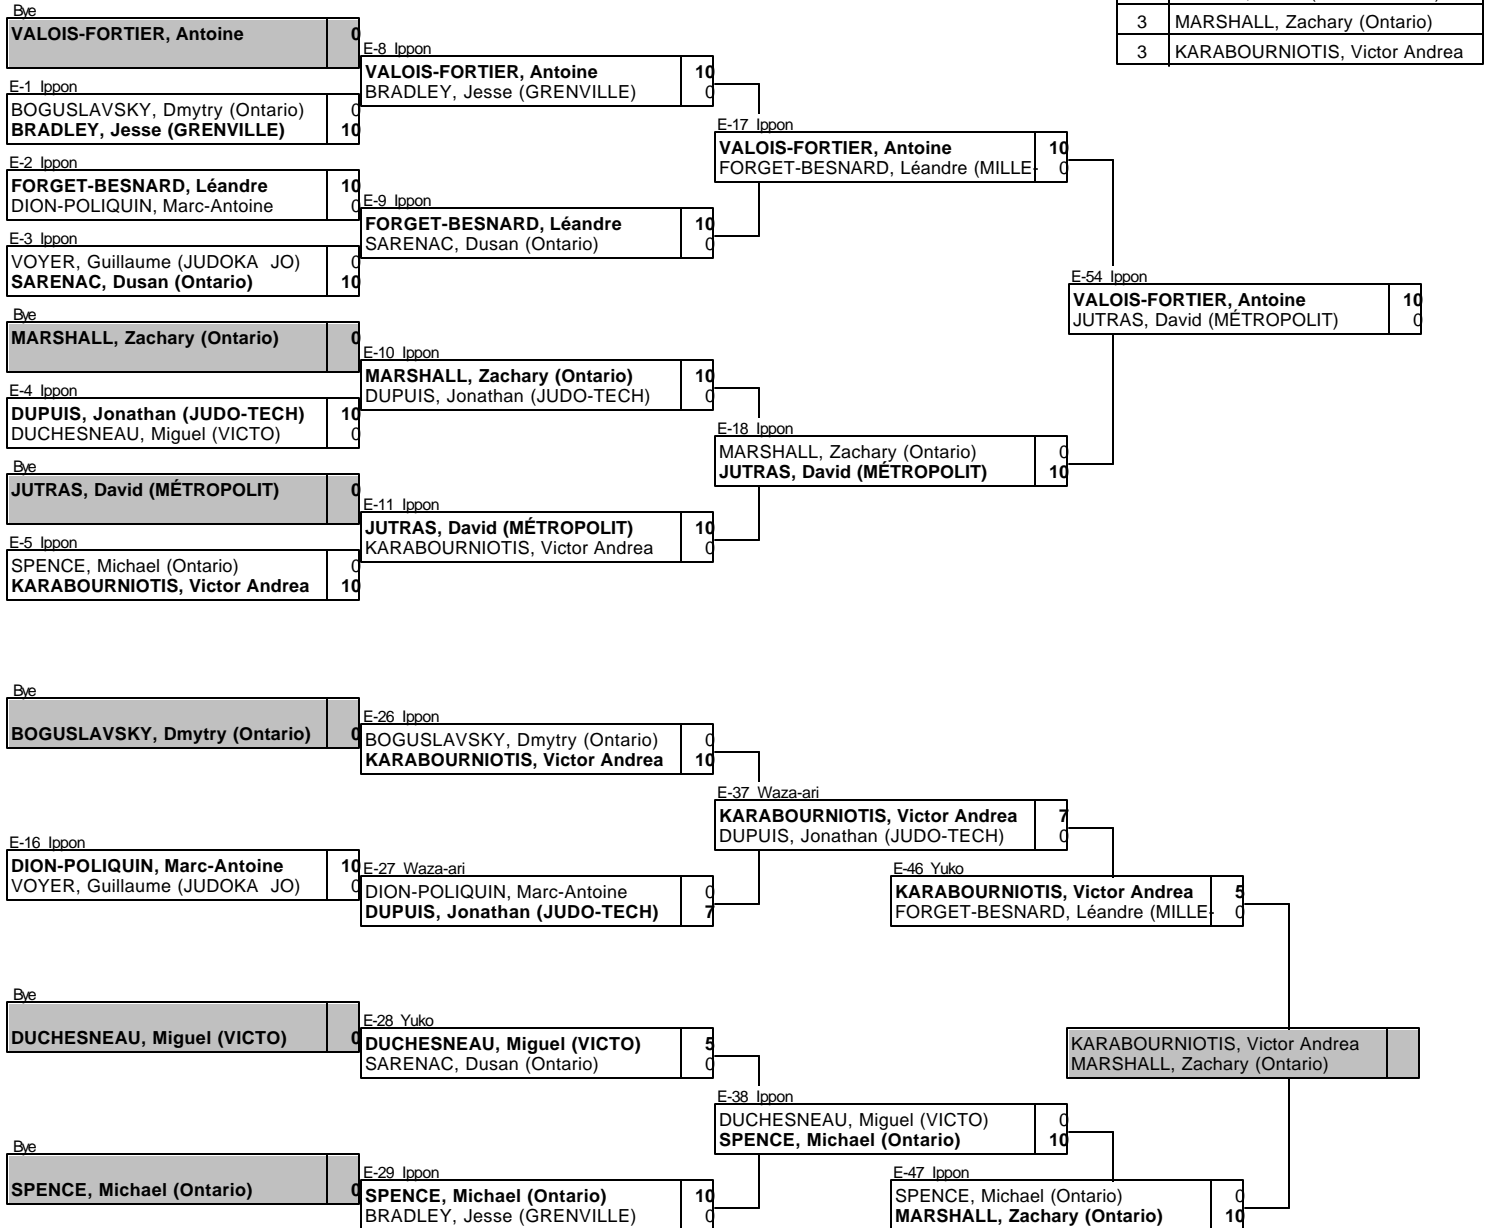 3 MARSHALL, Zachary (Ontario)
3 KARABOURNIOTIS, Victor Andrea
Bye
VALOIS-FORTIER, Antoine 0
E-1 Ippon
BOGUSLAVSKY, Dmytry (Ontario) 0
BRADLEY, Jesse (GRENVILLE) 10
E-2 Ippon
FORGET-BESNARD, Léandre 10
DION-POLIQUIN, Marc-Antoine 0
E-3 Ippon
VOYER, Guillaume (JUDOKA JO) 0
SARENAC, Dusan (Ontario) 10
Bye
MARSHALL, Zachary (Ontario) 0
E-4 Ippon
DUPUIS, Jonathan (JUDO-TECH) 10
DUCHESNEAU, Miguel (VICTO) 0
Bye
JUTRAS, David (MÉTROPOLIT) 0
E-5 Ippon
SPENCE, Michael (Ontario) 0
KARABOURNIOTIS, Victor Andrea 10
E-8 Ippon
VALOIS-FORTIER, Antoine 10
BRADLEY, Jesse (GRENVILLE) 0
E-9 Ippon
FORGET-BESNARD, Léandre 10
SARENAC, Dusan (Ontario) 0
E-10 Ippon
MARSHALL, Zachary (Ontario) 10
DUPUIS, Jonathan (JUDO-TECH) 0
E-11 Ippon
JUTRAS, David (MÉTROPOLIT) 10
KARABOURNIOTIS, Victor Andrea 0
E-17 Ippon
VALOIS-FORTIER, Antoine 10
FORGET-BESNARD, Léandre (MILLE- 0
E-18 Ippon
MARSHALL, Zachary (Ontario) 0
JUTRAS, David (MÉTROPOLIT) 10
E-54 Ippon
VALOIS-FORTIER, Antoine 10
JUTRAS, David (MÉTROPOLIT) 0
Bye
BOGUSLAVSKY, Dmytry (Ontario) 0
E-16 Ippon
DION-POLIQUIN, Marc-Antoine 10
VOYER, Guillaume (JUDOKA JO) 0
Bye
DUCHESNEAU, Miguel (VICTO) 0
Bye
SPENCE, Michael (Ontario) 0
E-26 Ippon
BOGUSLAVSKY, Dmytry (Ontario) 0
KARABOURNIOTIS, Victor Andrea 10
E-27 Waza-ari
DION-POLIQUIN, Marc-Antoine 0
DUPUIS, Jonathan (JUDO-TECH) 7
E-28 Yuko
DUCHESNEAU, Miguel (VICTO) 5
SARENAC, Dusan (Ontario) 0
E-29 Ippon
SPENCE, Michael (Ontario) 10
BRADLEY, Jesse (GRENVILLE) 0
E-37 Waza-ari
KARABOURNIOTIS, Victor Andrea 7
DUPUIS, Jonathan (JUDO-TECH) 0
E-38 Ippon
DUCHESNEAU, Miguel (VICTO) 0
SPENCE, Michael (Ontario) 10
E-46 Yuko
KARABOURNIOTIS, Victor Andrea 5
FORGET-BESNARD, Léandre (MILLE- 0
E-47 Ippon
SPENCE, Michael (Ontario) 0
MARSHALL, Zachary (Ontario) 10
KARABOURNIOTIS, Victor Andrea
MARSHALL, Zachary (Ontario)